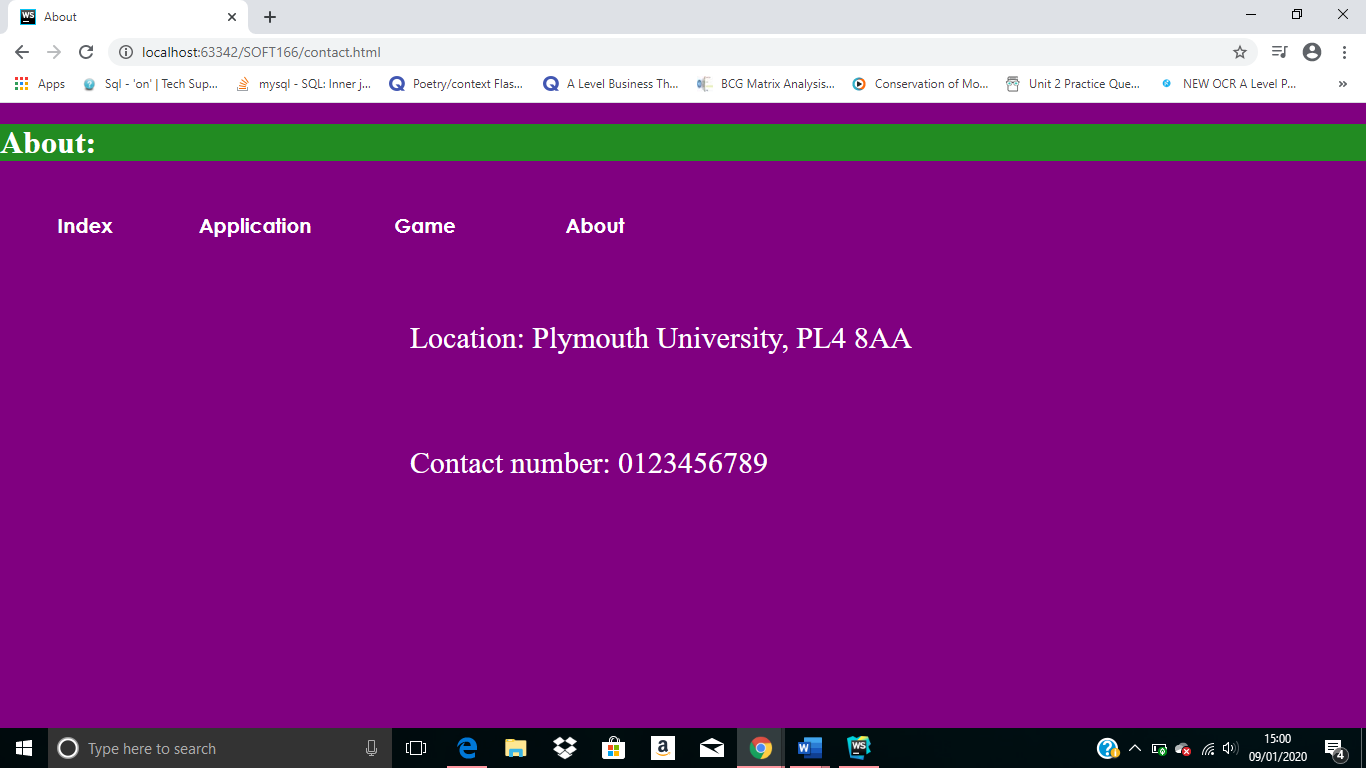 WS About
localhost:63342/SOFT166/contact.html
Apps Sql - 'on' | Tech Sup... mysql - SQL: Inner j... Poetry/context Flas... A Level Business Th... BCG Matrix Analysis... Conservation of Mo... Unit 2 Practice Que... NEW OCR A Level P... »
About:
Index Application Game About
Location: Plymouth University, PL4 8AA
Contact number: 0123456789
Type here to search
15:00
09/01/2020
4